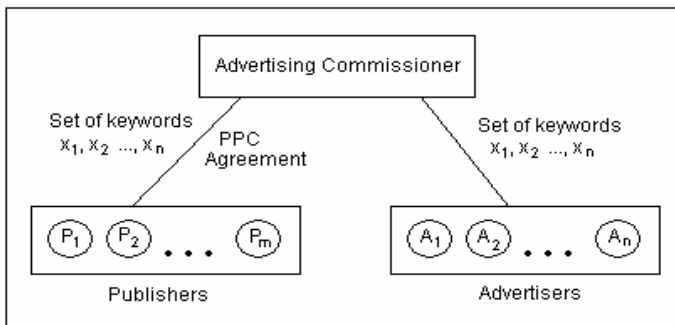 Advertising Commissioner
Set of keywords
x₁, x₂ ..., xₙ
PPC
Agreement
Set of keywords
x₁, x₂ ..., xₙ
P₁ P₂ • • • Pₘ
Publishers
A₁ A₂ • • • Aₙ
Advertisers